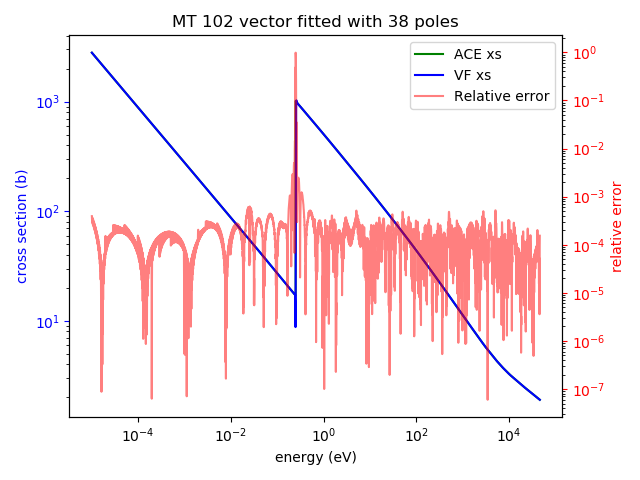 MT 102 vector fitted with 38 poles
ACE xs
VF xs
Relative error
cross section (b)
10³
10²
10¹
10⁰
10⁻¹
10⁻²
10⁻³
10⁻⁴
10⁻⁵
10⁻⁶
10⁻⁷
relative error
10⁻⁴ 10⁻² 10⁰ 10² 10⁴
energy (eV)